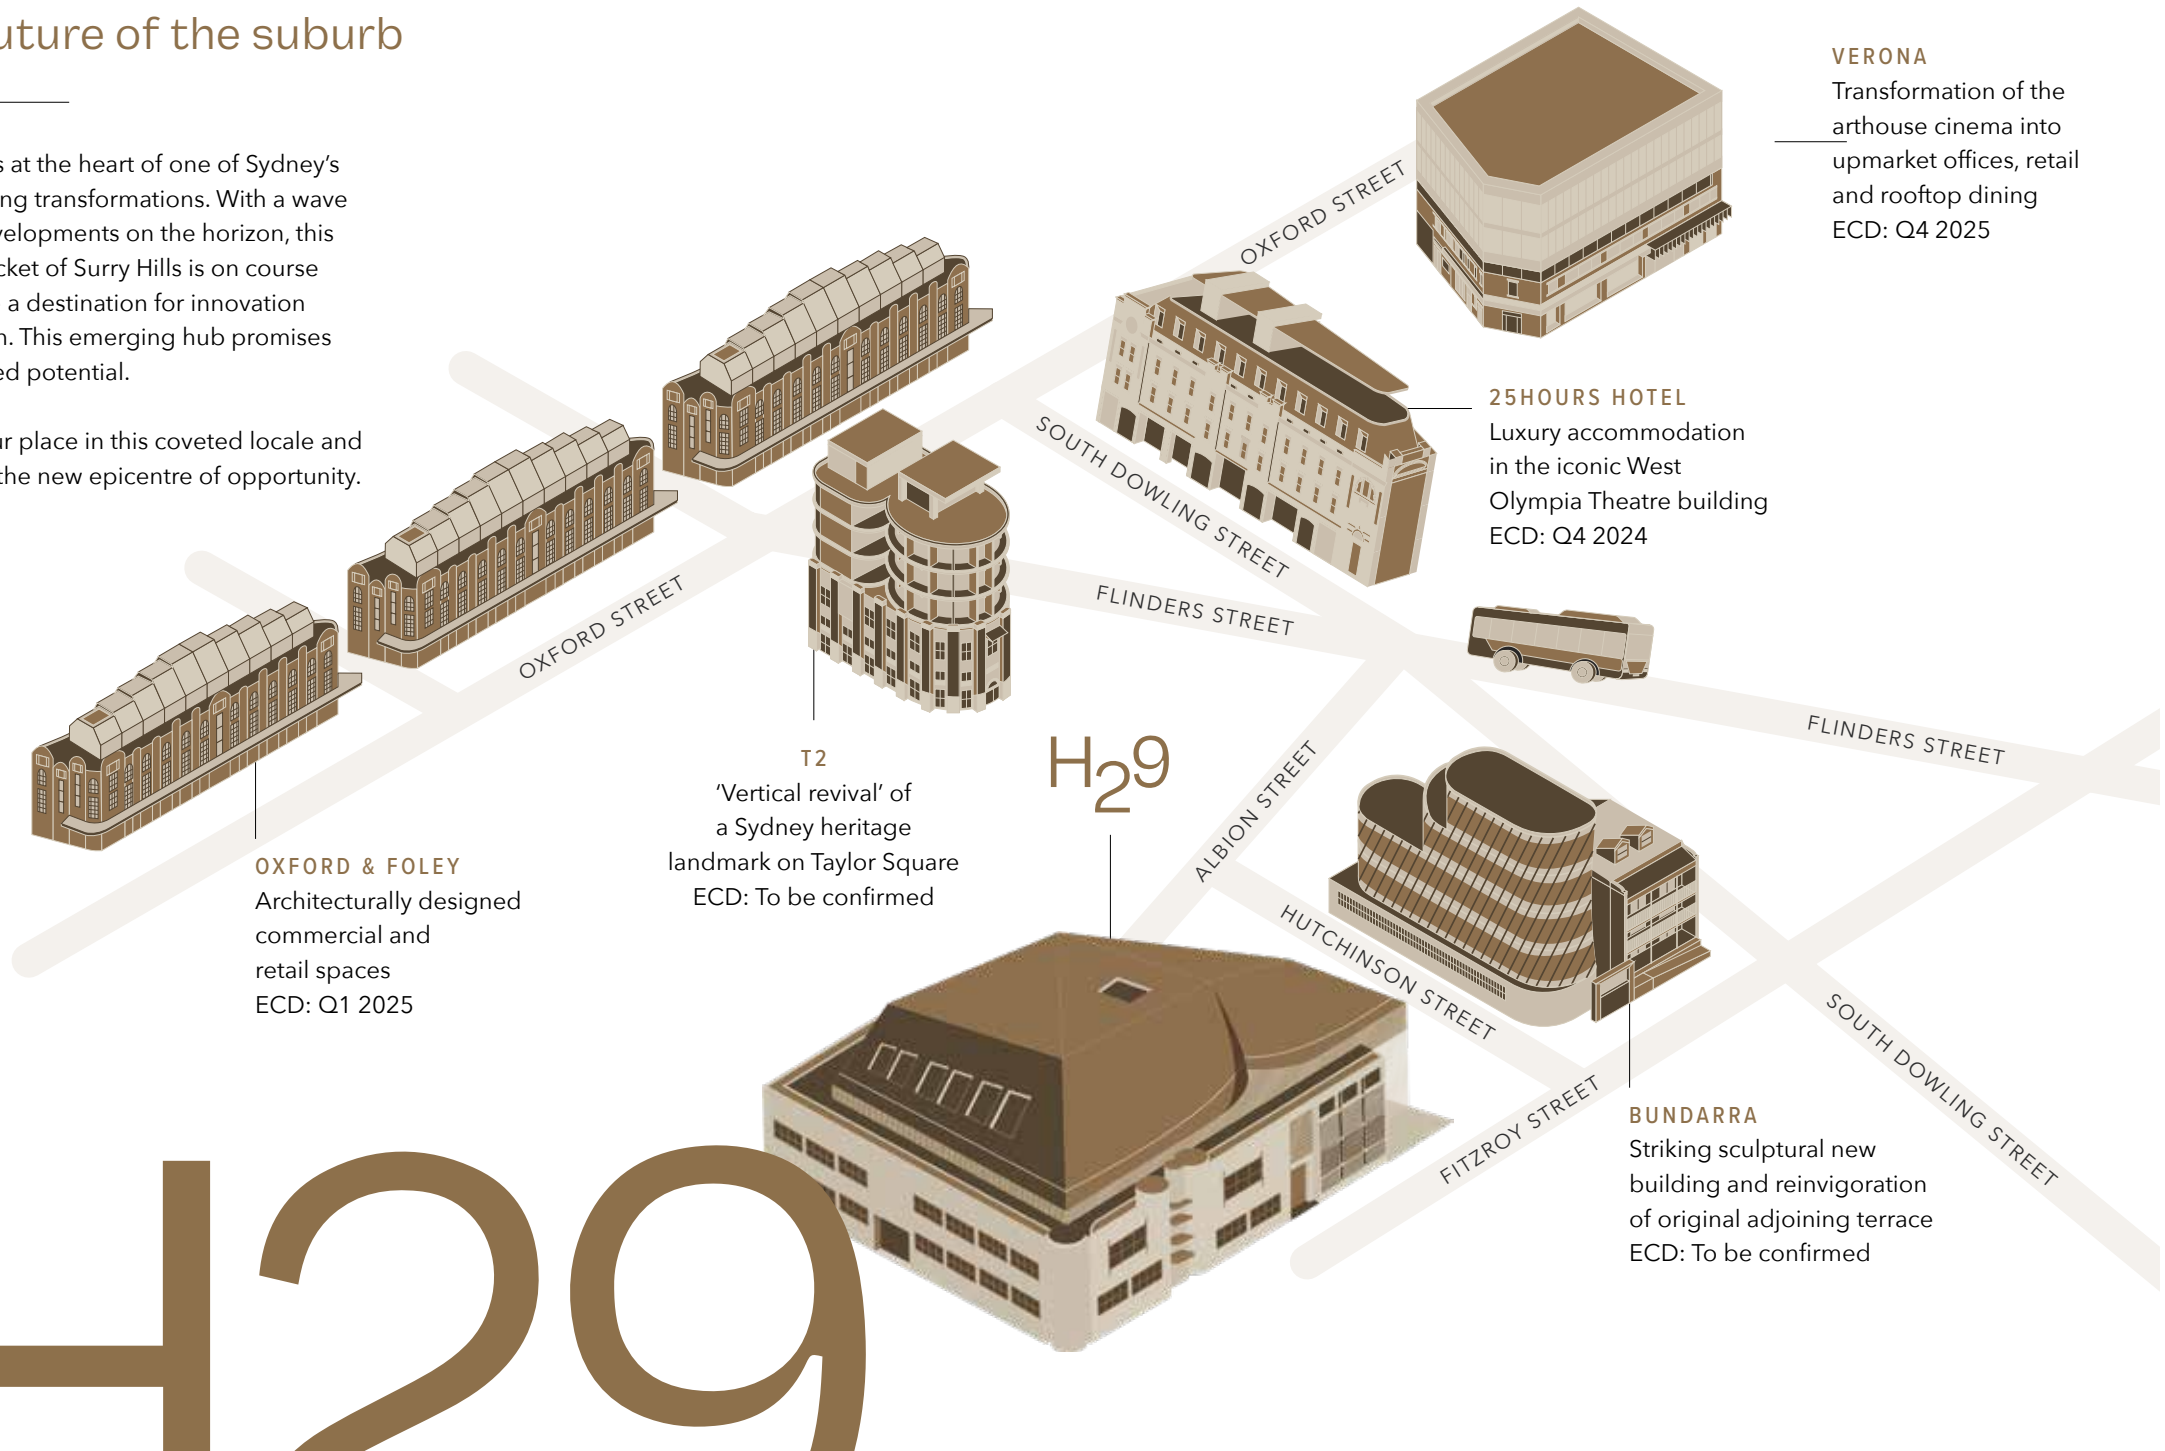 uture of the suburb
s at the heart of one of Sydney's
ng transformations. With a wave
velopments on the horizon, this
cket of Surry Hills is on course
a destination for innovation
n. This emerging hub promises
ed potential.
ur place in this coveted locale and
the new epicentre of opportunity.
VERONA
Transformation of the
arthouse cinema into
upmarket offices, retail
and rooftop dining
ECD: Q4 2025
OXFORD STREET
25HOURS HOTEL
Luxury accommodation
in the iconic West
Olympia Theatre building
ECD: Q4 2024
SOUTH DOWLING STREET
FLINDERS STREET
OXFORD STREET
FLINDERS STREET
T2
‘Vertical revival’ of
a Sydney heritage
landmark on Taylor Square
ECD: To be confirmed
H29
ALBION STREET
OXFORD & FOLEY
Architecturally designed
commercial and
retail spaces
ECD: Q1 2025
HUTCHINSON STREET
SOUTH DOWLING STREET
FITZROY STREET
BUNDARRA
Striking sculptural new
building and reinvigoration
of original adjoining terrace
ECD: To be confirmed
H29